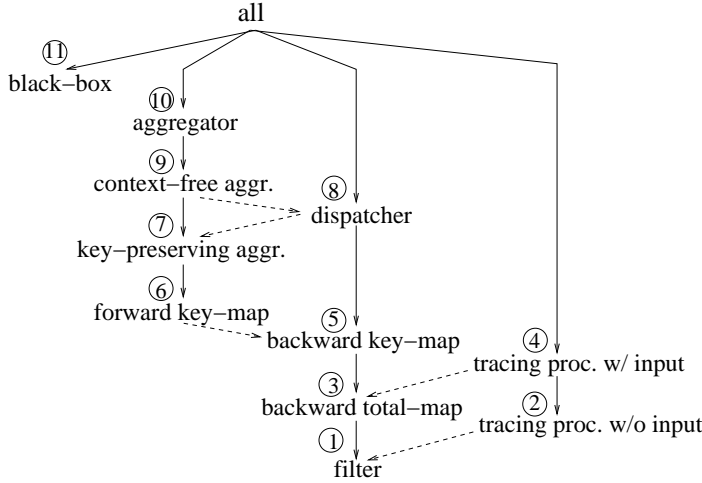 all
11
black-box
10
aggregator
9
context-free aggr.
8
dispatcher
7
key-preserving aggr.
6
forward key-map
5
backward key-map
4
tracing proc. w/ input
3
backward total-map
2
tracing proc. w/o input
1
filter